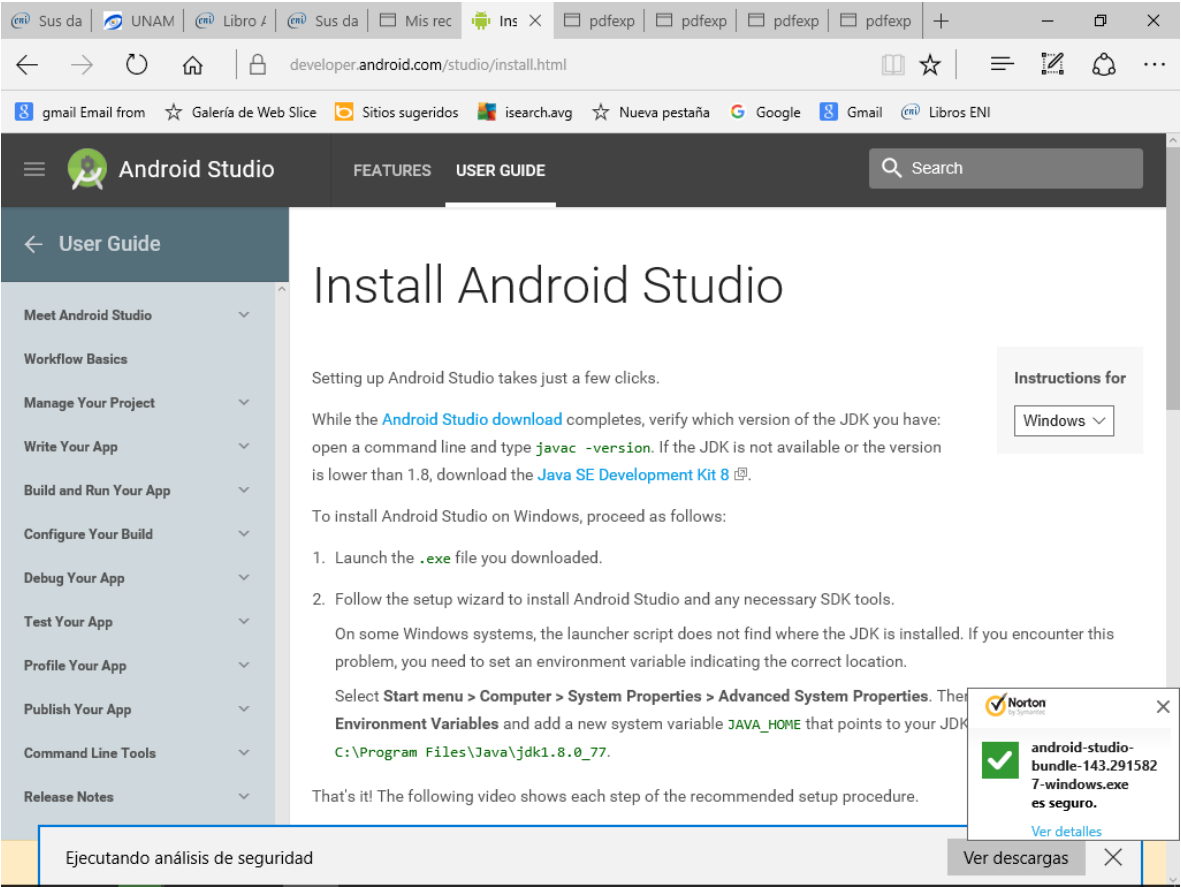 Sus da
UNAM
Libro
Sus da
Mis rec
Ins
pdfexp
pdfexp
pdfexp
pdfexp
developer.android.com/studio/install.html
gmail Email from
Galería de Web Slice
Sitios sugeridos
isearch.avg
Nueva pestaña
Google
Gmail
Libros ENI
Android Studio
FEATURES
USER GUIDE
Search
User Guide
Meet Android Studio
Workflow Basics
Manage Your Project
Write Your App
Build and Run Your App
Configure Your Build
Debug Your App
Test Your App
Profile Your App
Publish Your App
Command Line Tools
Release Notes
Install Android Studio
Setting up Android Studio takes just a few clicks.
While the Android Studio download completes, verify which version of the JDK you have:
open a command line and type javac -version. If the JDK is not available or the version
is lower than 1.8, download the Java SE Development Kit 8.
To install Android Studio on Windows, proceed as follows:
1. Launch the .exe file you downloaded.
2. Follow the setup wizard to install Android Studio and any necessary SDK tools.
On some Windows systems, the launcher script does not find where the JDK is installed. If you encounter this
problem, you need to set an environment variable indicating the correct location.
Select Start menu > Computer > System Properties > Advanced System Properties. Ther
Environment Variables and add a new system variable JAVA_HOME that points to your JDK
C:\Program Files\Java\jdk1.8.0_77.
That's it! The following video shows each step of the recommended setup procedure.
Instructions for
Windows
Norton
by Symantec
android-studio-
bundle-143.291582
7-windows.exe
es seguro.
Ver detalles
Ejecutando análisis de seguridad
Ver descargas